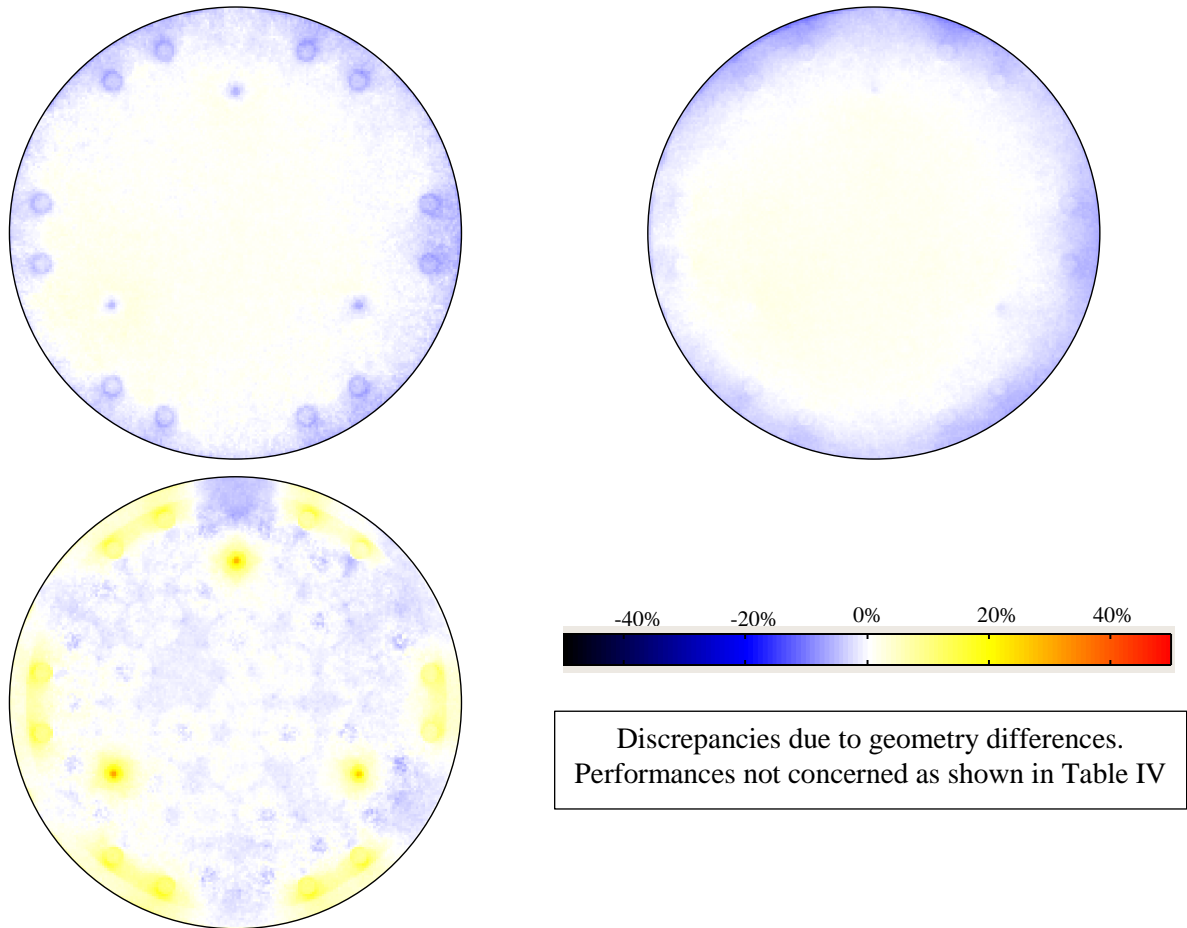 -40% -20% 0% 20% 40%
Discrepancies due to geometry differences.
Performances not concerned as shown in Table IV